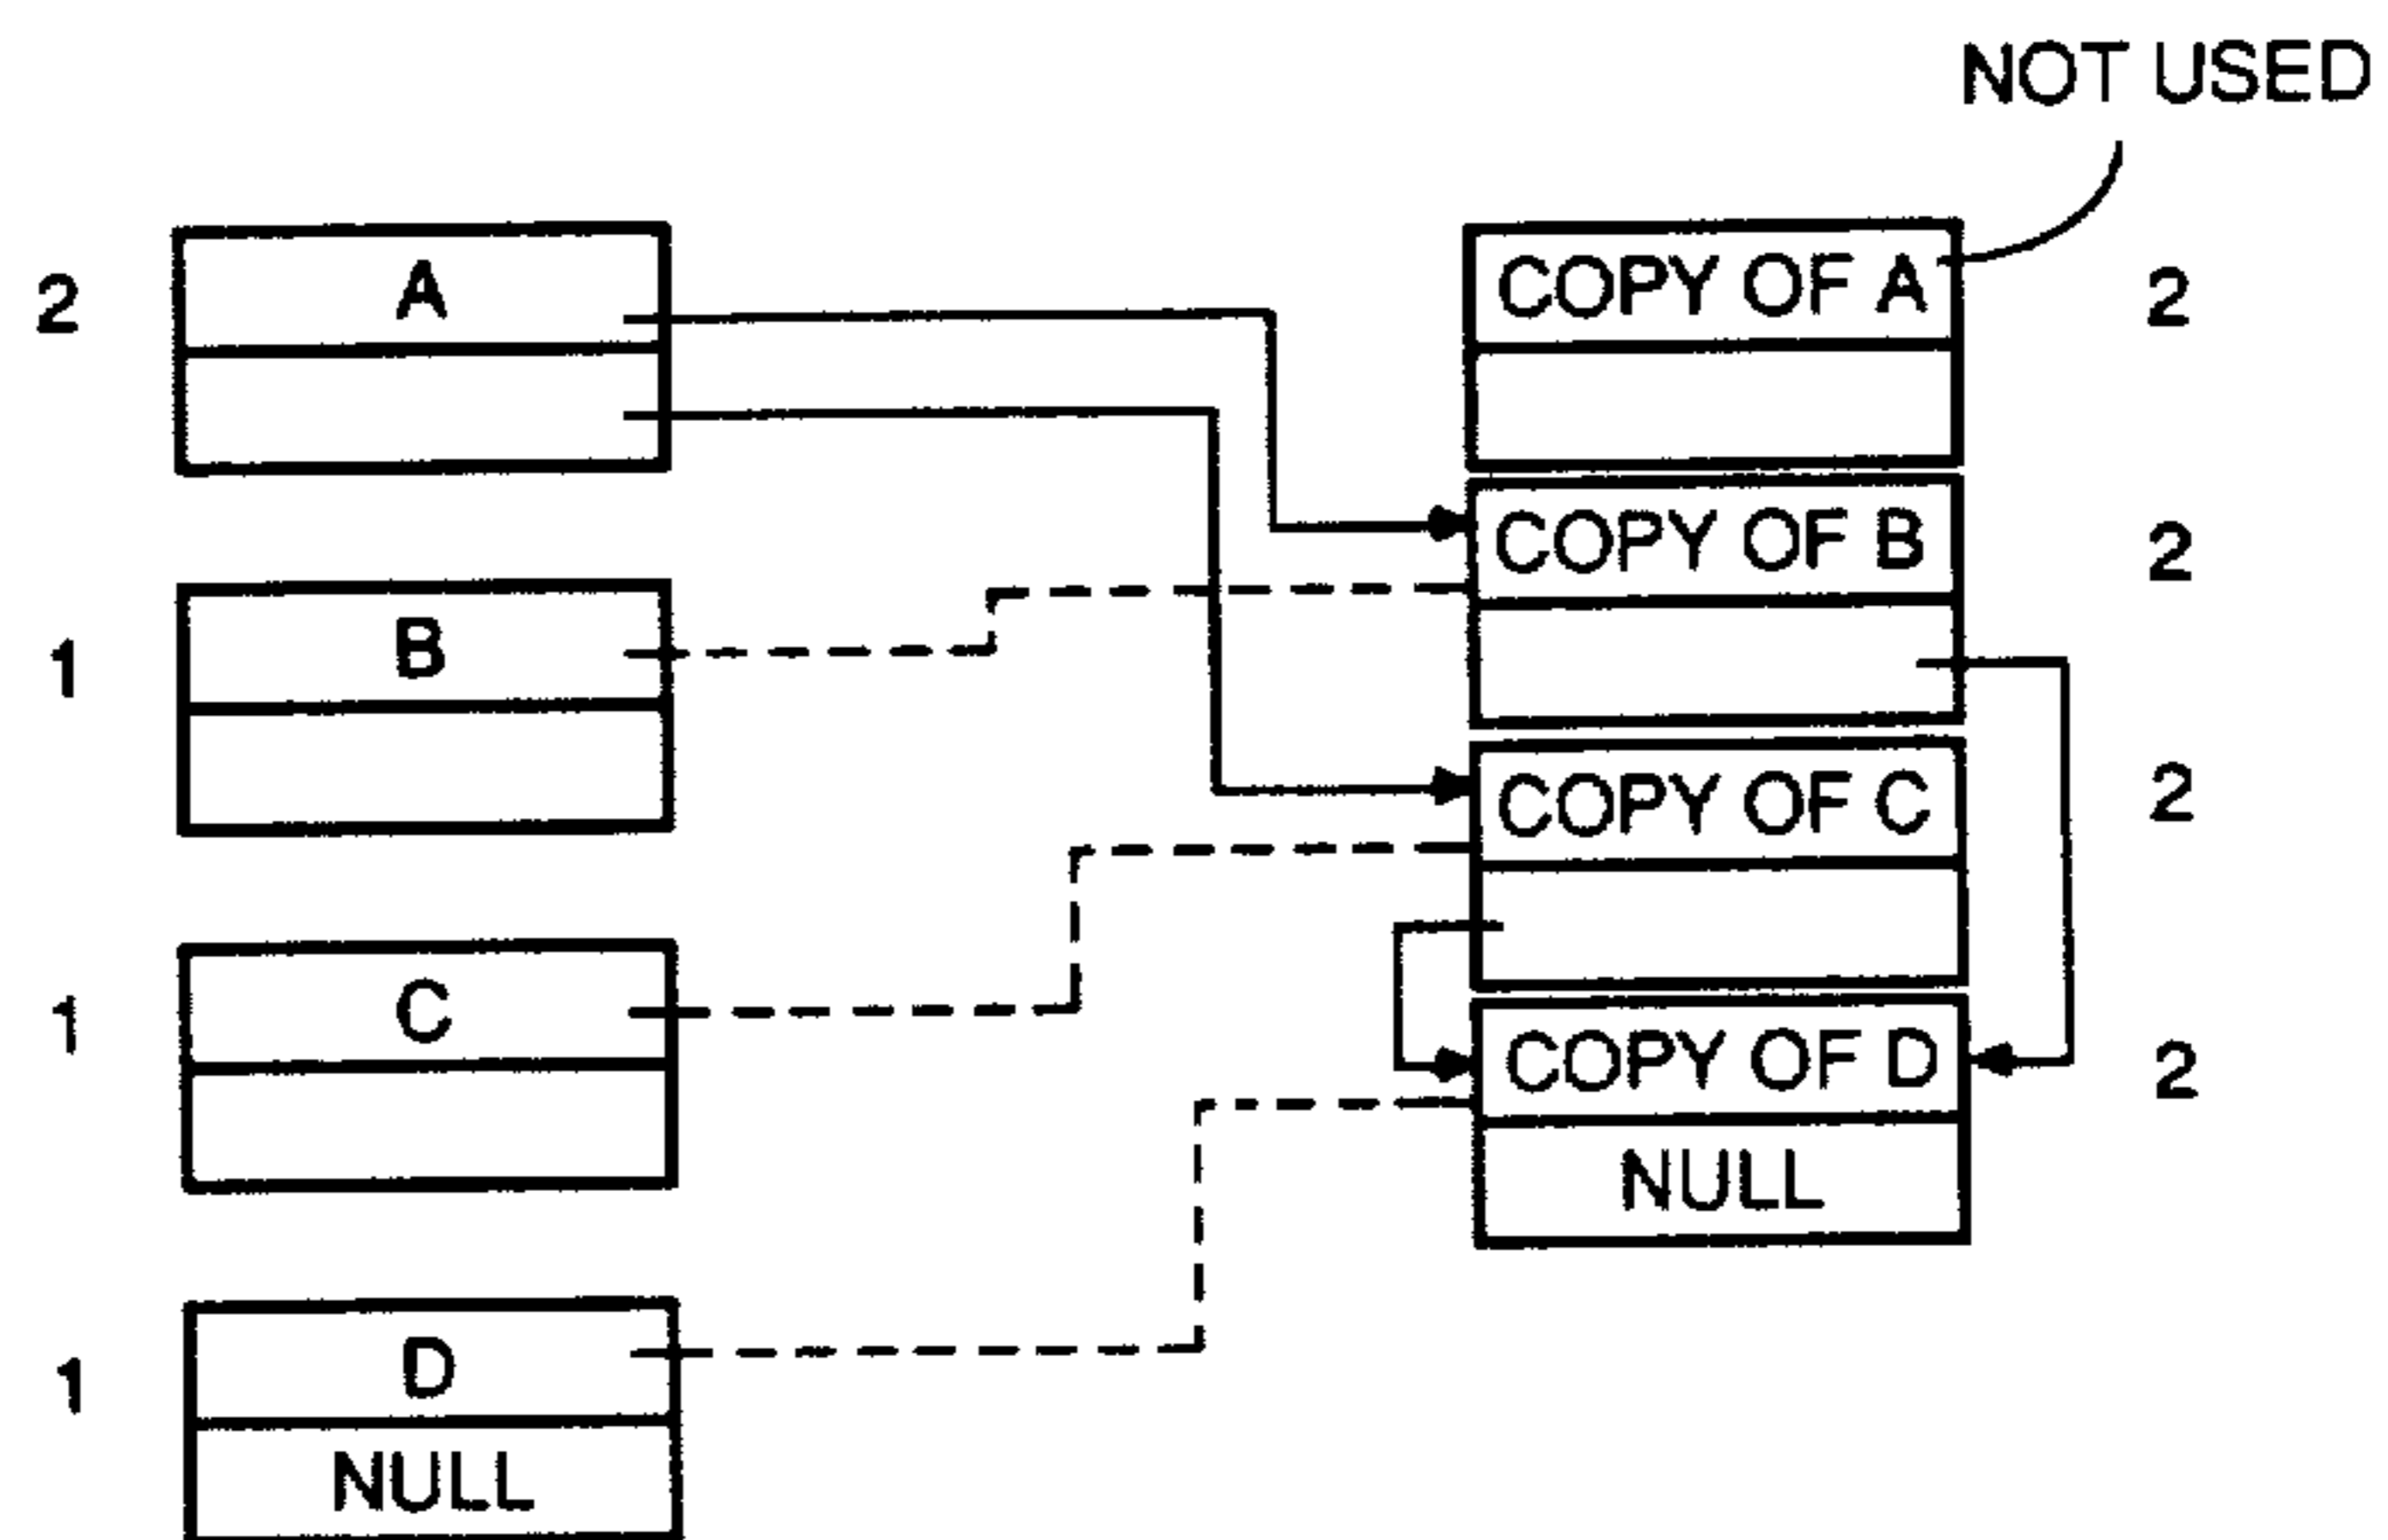 NOT USED
2 A COPY OF A 2
COPY OF B 2
1 B
COPY OF C 2
1 C
COPY OF D 2
NULL
1 D
NULL